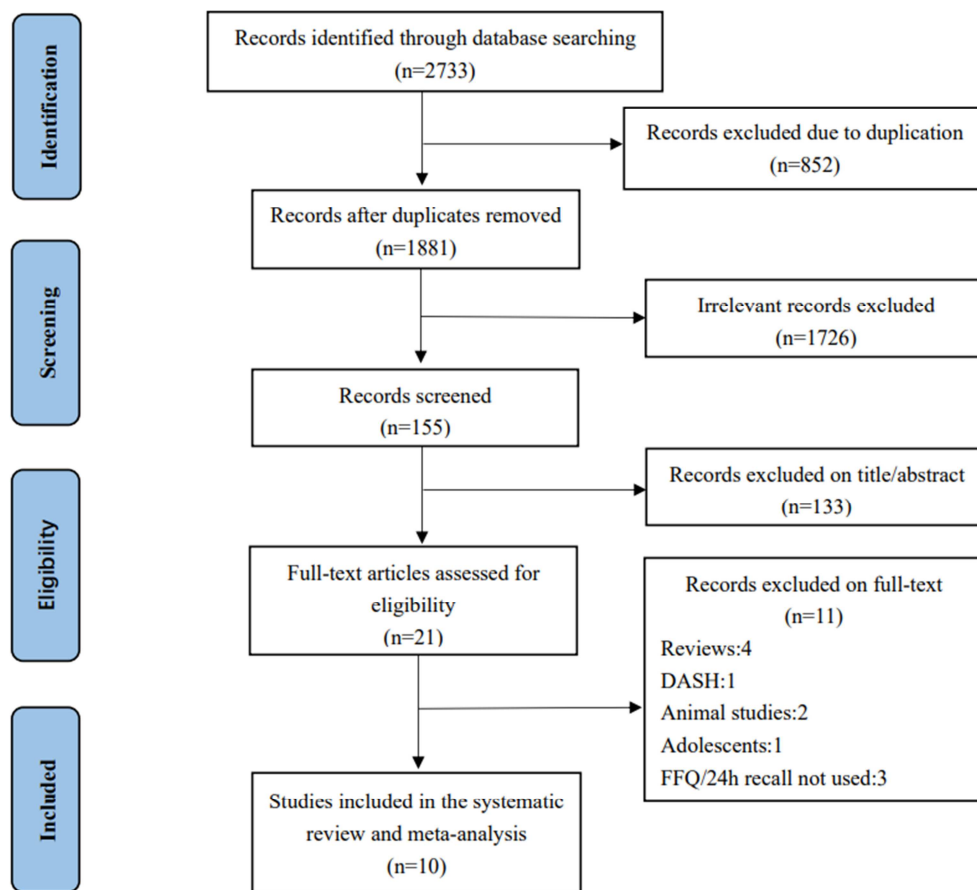 Identification
Records identified through database searching
(n=2733)
Records excluded due to duplication
(n=852)
Records after duplicates removed
(n=1881)
Screening
Irrelevant records excluded
(n=1726)
Records screened
(n=155)
Eligibility
Records excluded on title/abstract
(n=133)
Full-text articles assessed for
eligibility
(n=21)
Records excluded on full-text
(n=11)
Reviews:4
DASH:1
Animal studies:2
Adolescents:1
FFQ/24h recall not used:3
Included
Studies included in the systematic
review and meta-analysis
(n=10)